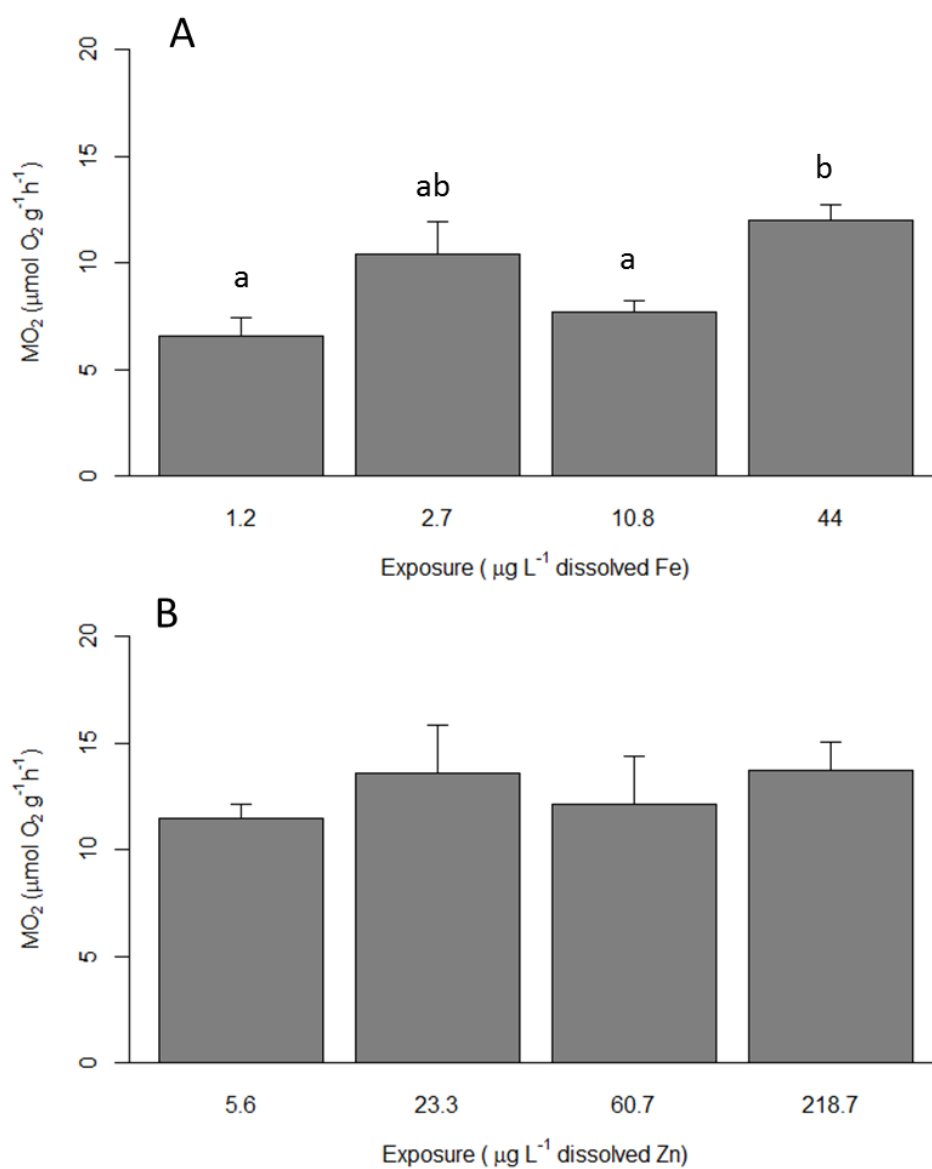 A
20
15
10
5
0
MO₂ (μmol O₂ g⁻¹h⁻¹)
a
ab
a
b
1.2 2.7 10.8 44
Exposure ( μg L⁻¹ dissolved Fe)
B
20
15
10
5
0
MO₂ (μmol O₂ g⁻¹h⁻¹)
5.6 23.3 60.7 218.7
Exposure ( μg L⁻¹ dissolved Zn)